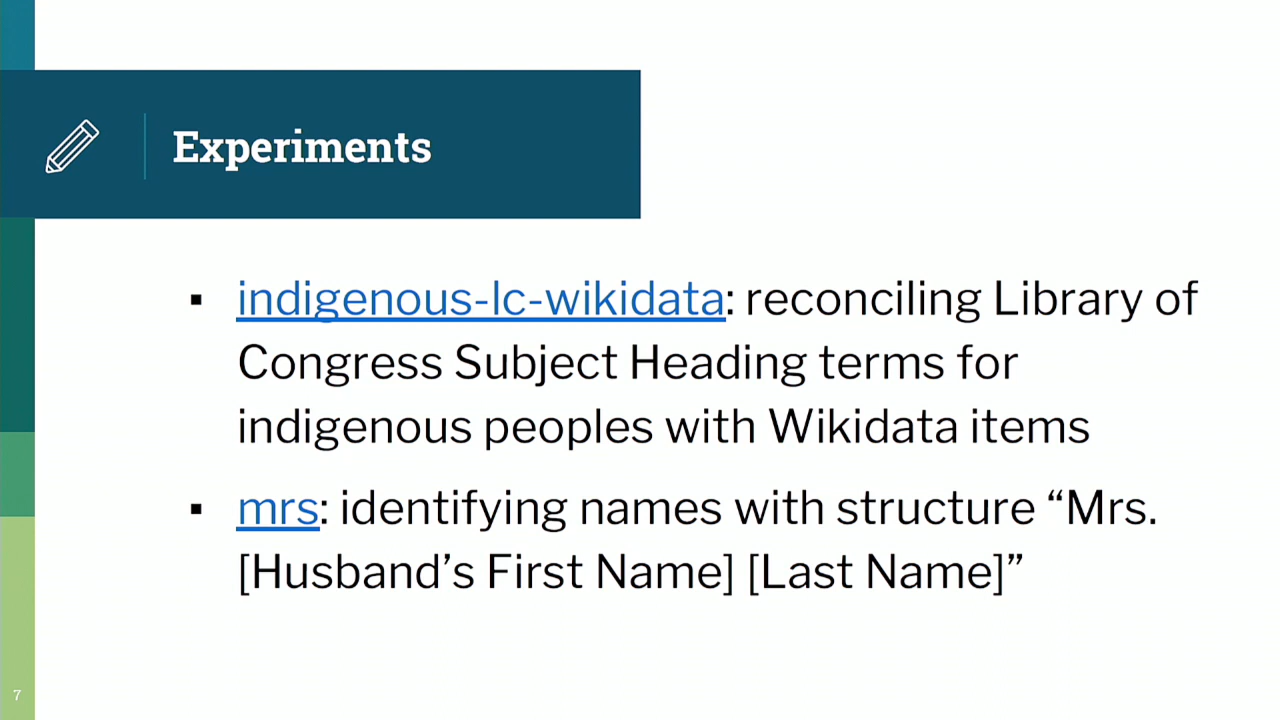 Experiments
▪ indigenous-lc-wikidata: reconciling Library of
Congress Subject Heading terms for
indigenous peoples with Wikidata items
▪ mrs: identifying names with structure “Mrs.
[Husband’s First Name] [Last Name]”
7